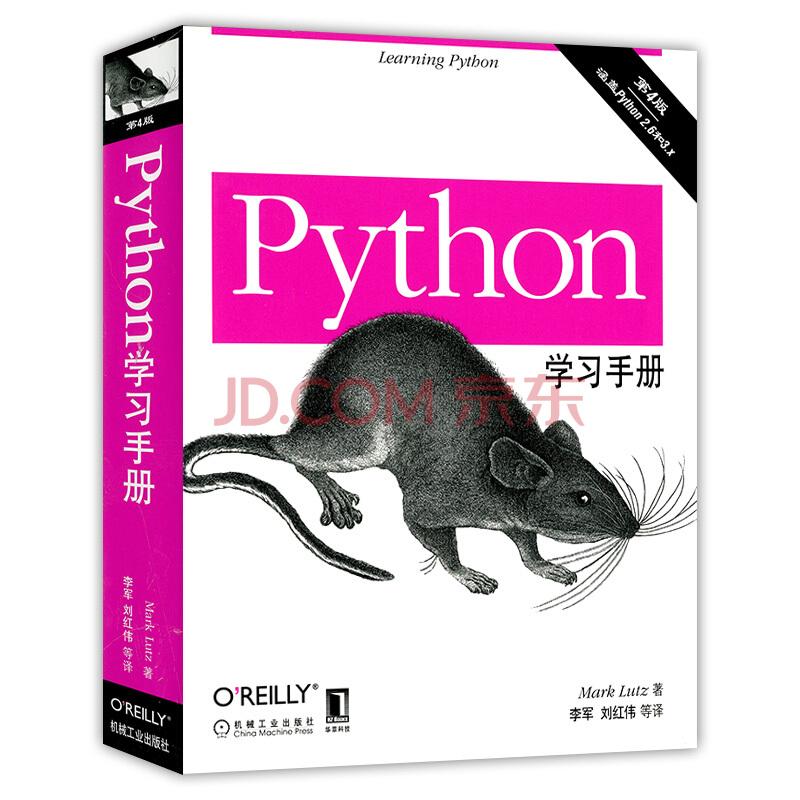 Learning Python
第4版
涵盖Python 2.6和3.x
Python
学习手册
JD.COM 京东
O'REILLY®
机械工业出版社
China Machine Press
HZ Books
华章科技
Mark Lutz 著
李军 刘红伟 等译
第4版
Python学习手册
Mark Lutz 著
李军 刘红伟 等译
O'REILLY®
机械工业出版社